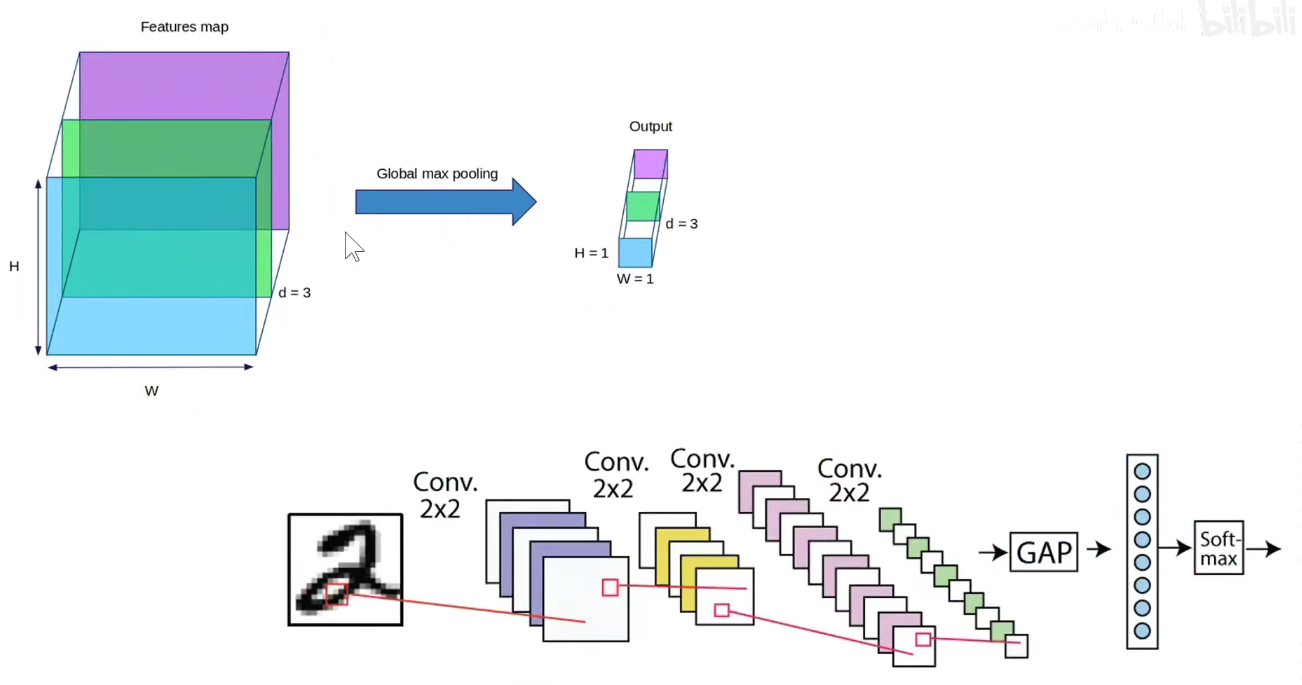 Features map
bilibili
Output
Global max pooling
d = 3
H = 1
W = 1
H
d = 3
W
Conv.
2x2
Conv.
2x2
Conv.
2x2
Conv.
2x2
GAP
Soft-
max